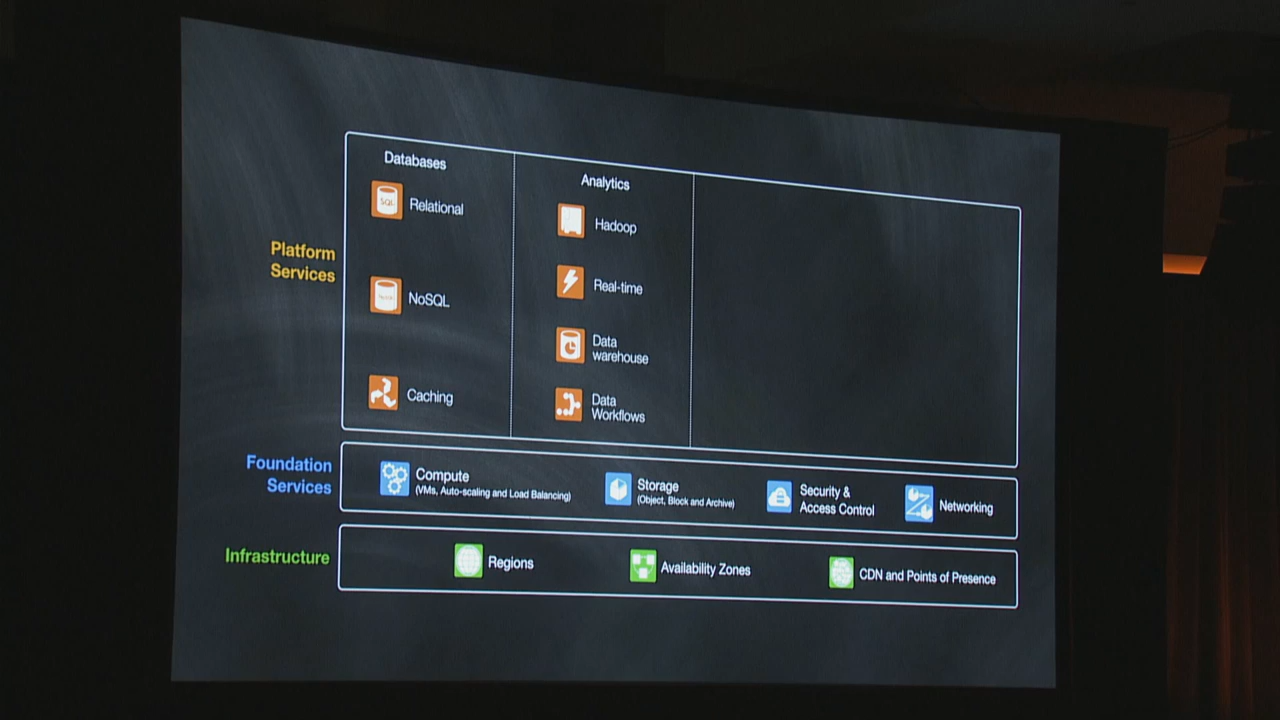 Databases
SQL
Relational
NoSQL
Caching
Analytics
Hadoop
Real-time
Data
warehouse
Data
Workflows
Platform
Services
Foundation
Services
Compute
(VMs, Auto-scaling and Load Balancing)
Storage
(Object, Block and Archive)
Security &
Access Control
Networking
Infrastructure
Regions
Availability Zones
CDN and Points of Presence